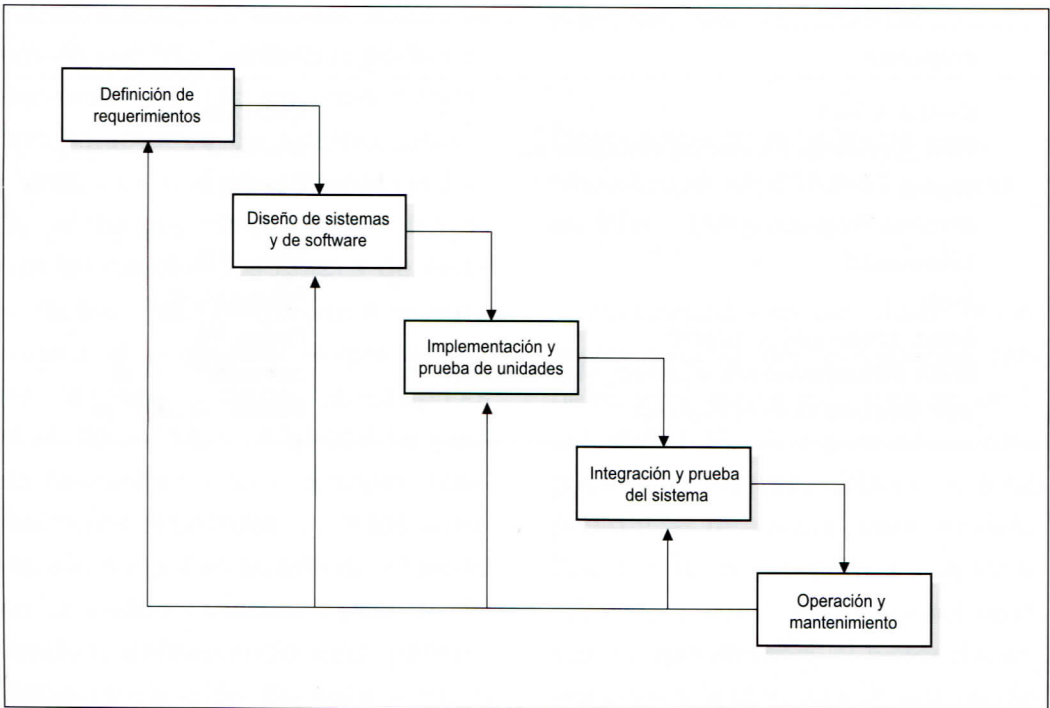 Definición de
requerimientos
Diseño de sistemas
y de software
Implementación y
prueba de unidades
Integración y prueba
del sistema
Operación y
mantenimiento